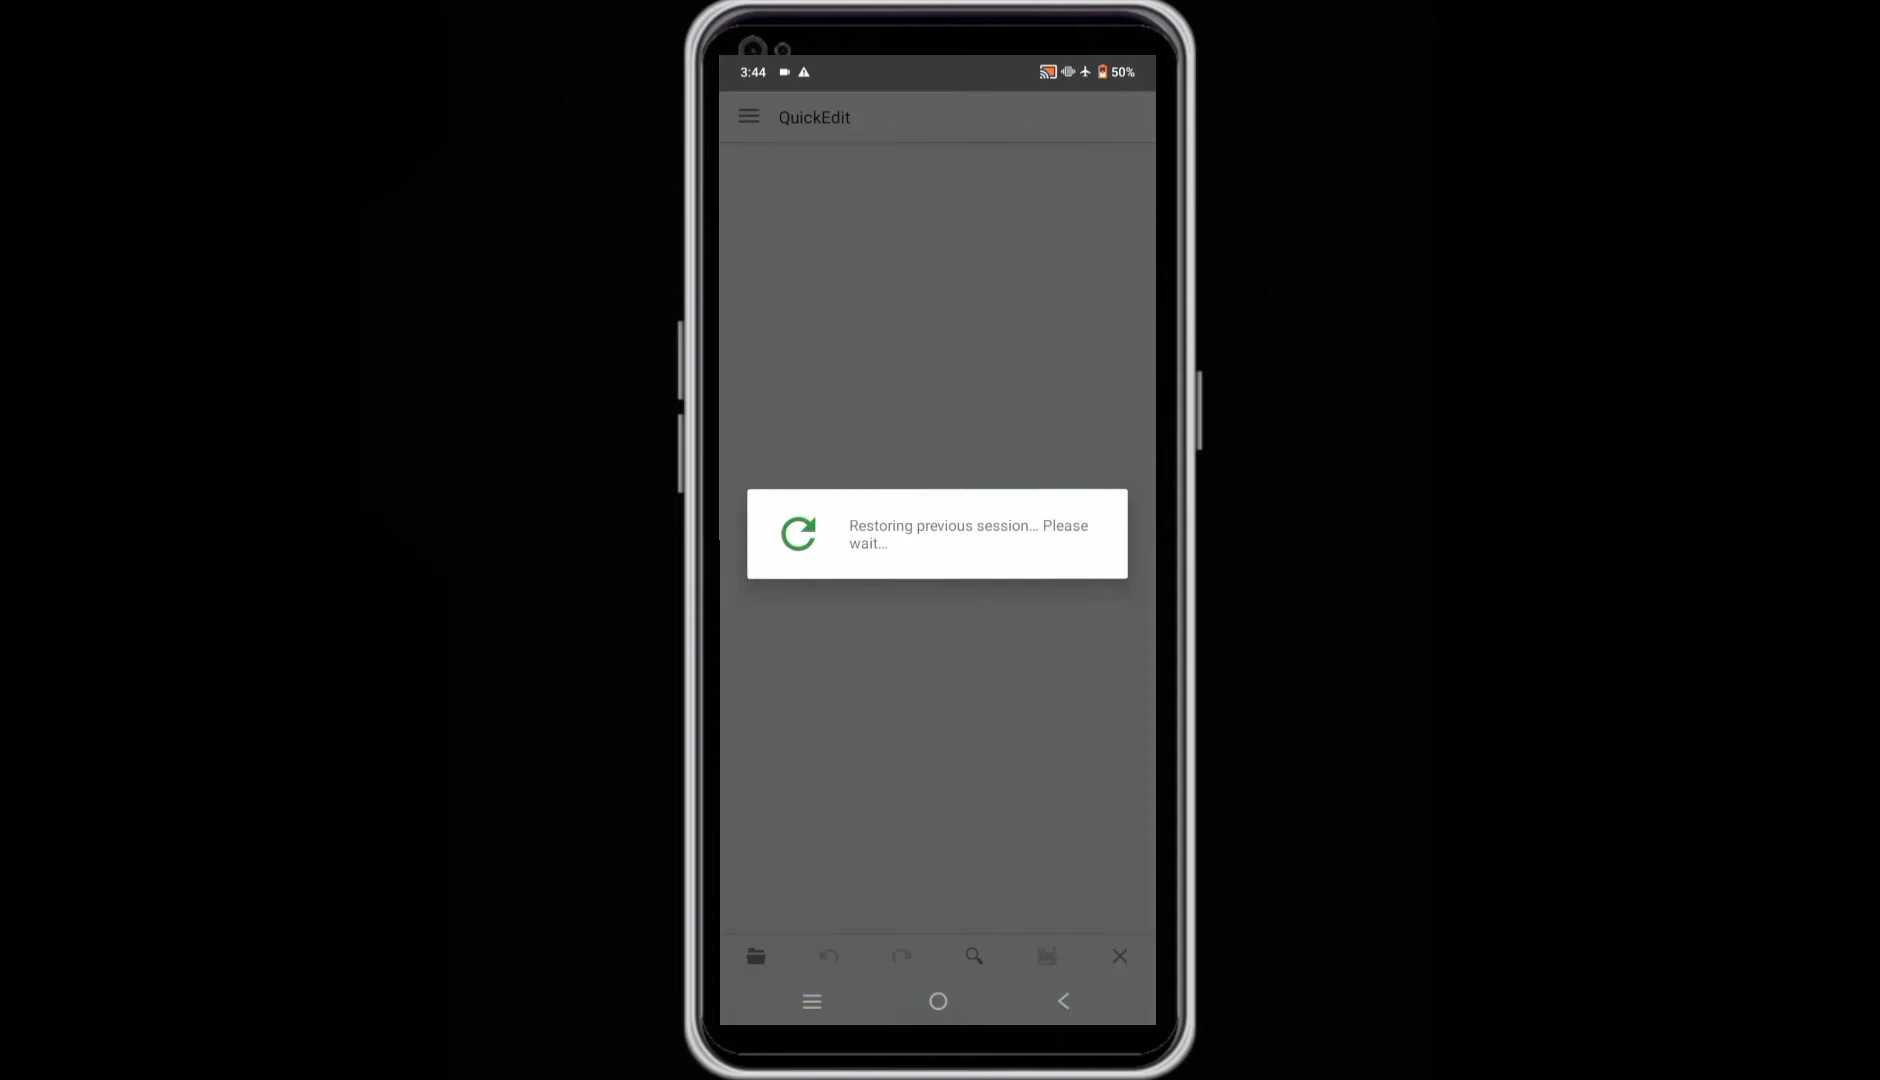 3:44
50%
QuickEdit
Restoring previous session... Please
wait...